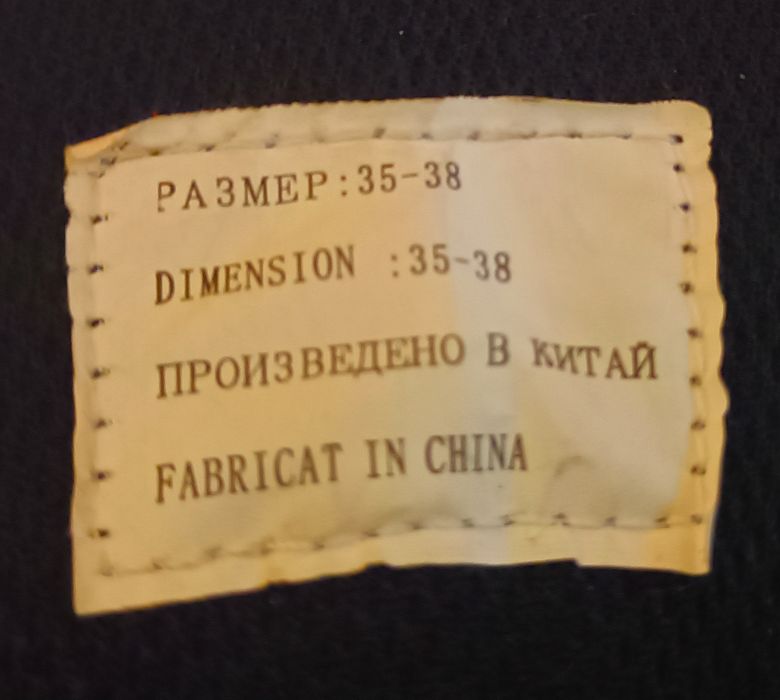 РАЗМЕР:35-38
DIMENSION :35-38
ПРОИЗВЕДЕНО В КИТАЙ
FABRICAT IN CHINA